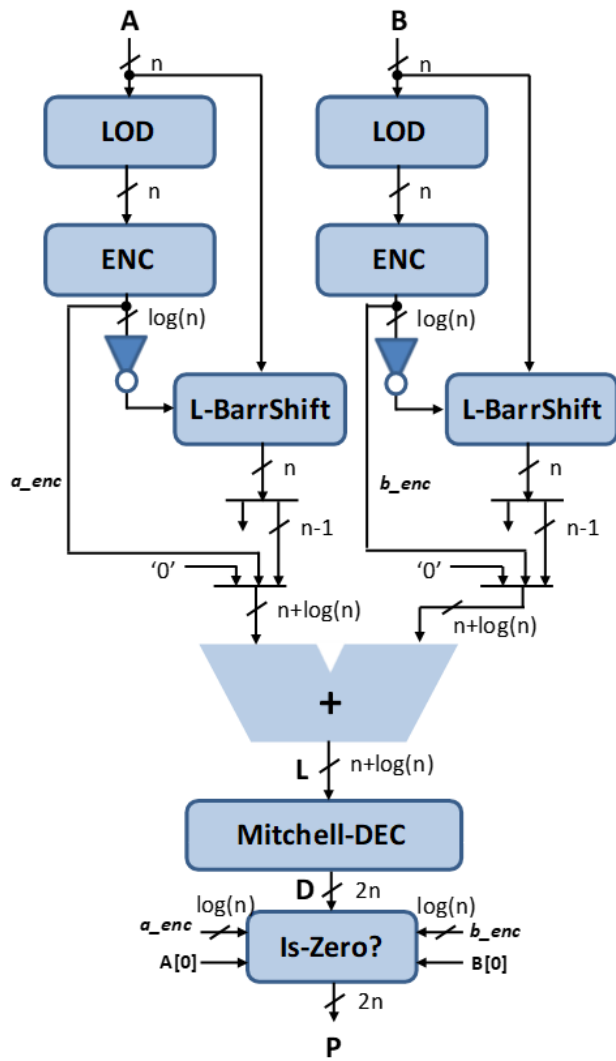 A B
n n
LOD LOD
n n
ENC ENC
log(n) log(n)
L-BarrShift L-BarrShift
n n
a_enc b_enc
n-1 n-1
‘0’ ‘0’
n+log(n) n+log(n)
+
L n+log(n)
Mitchell-DEC
D 2n
log(n) log(n)
a_enc b_enc
Is-Zero?
A[0] B[0]
2n
P